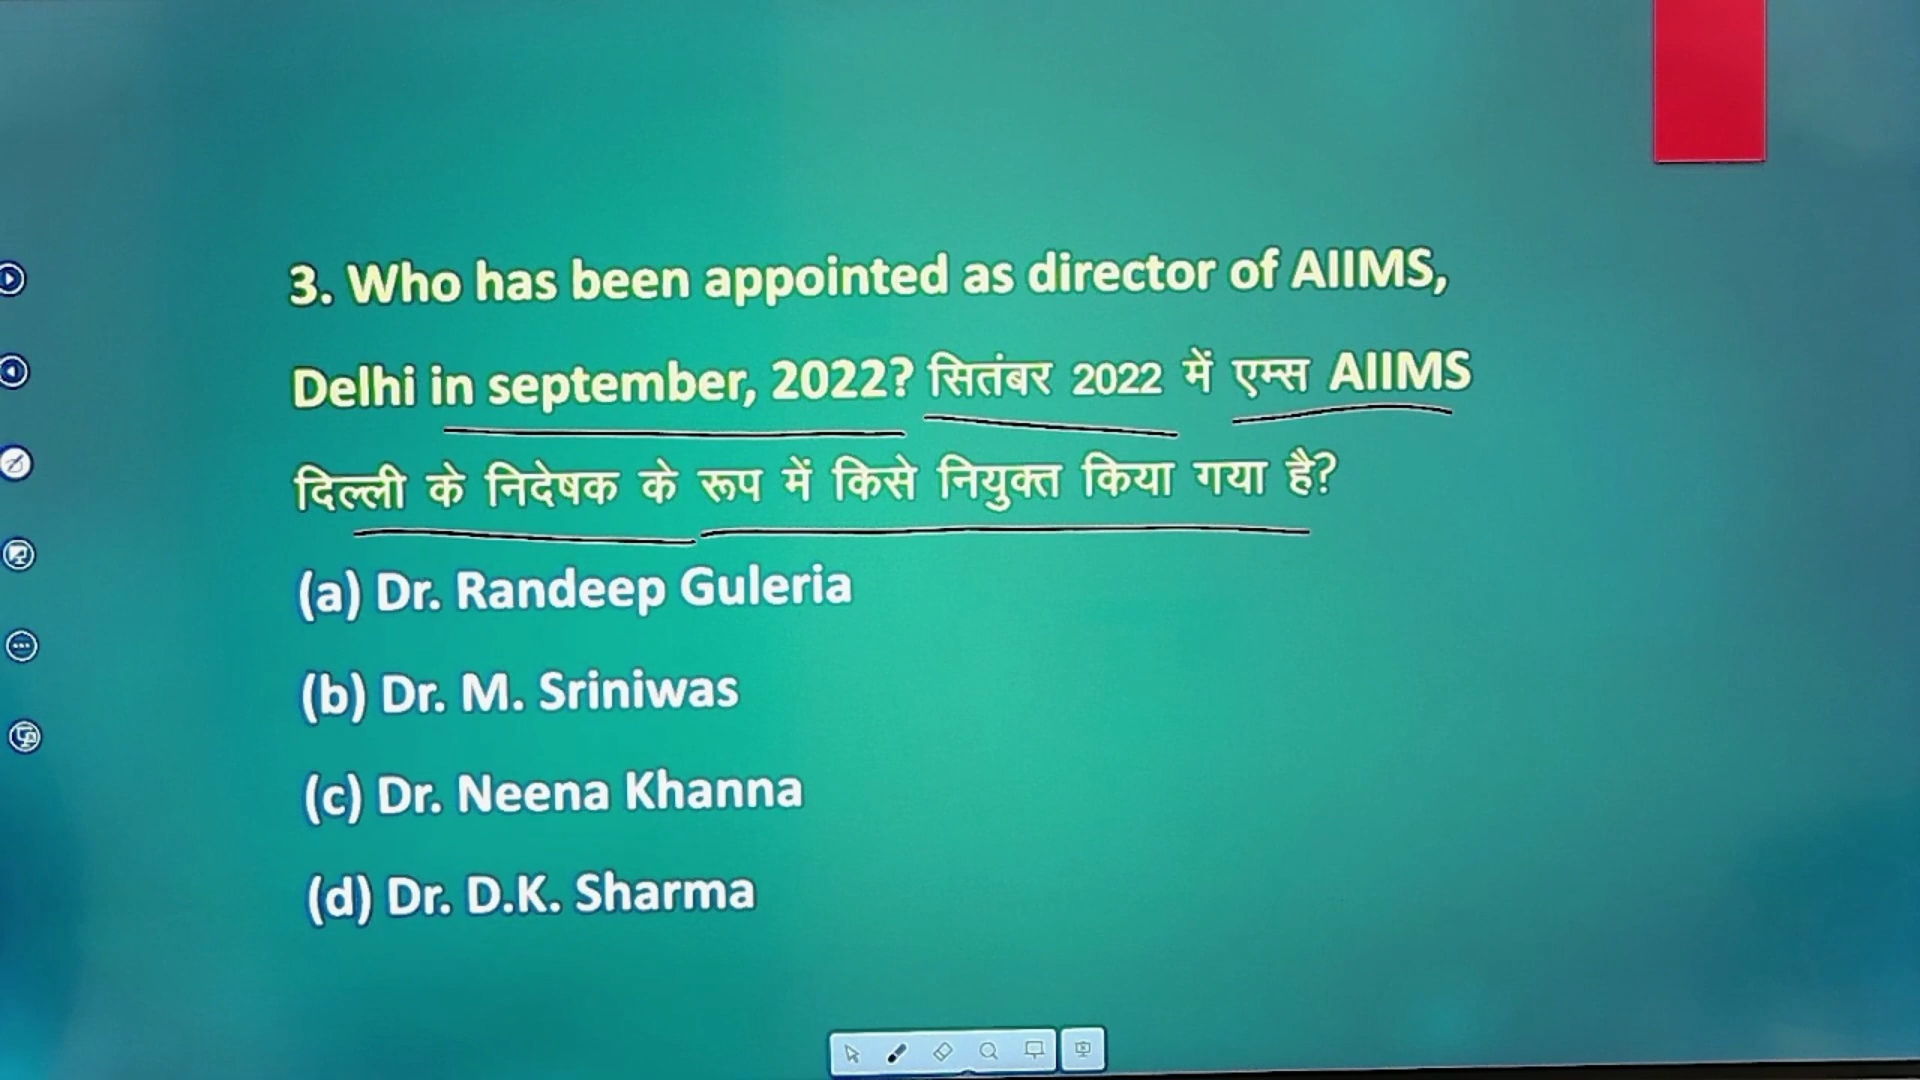 3. Who has been appointed as director of AIIMS,
Delhi in september, 2022? सितंबर 2022 में एम्स AIIMS
दिल्ली के निदेषक के रूप में किसे नियुक्त किया गया है?
(a) Dr. Randeep Guleria
(b) Dr. M. Sriniwas
(c) Dr. Neena Khanna
(d) Dr. D.K. Sharma